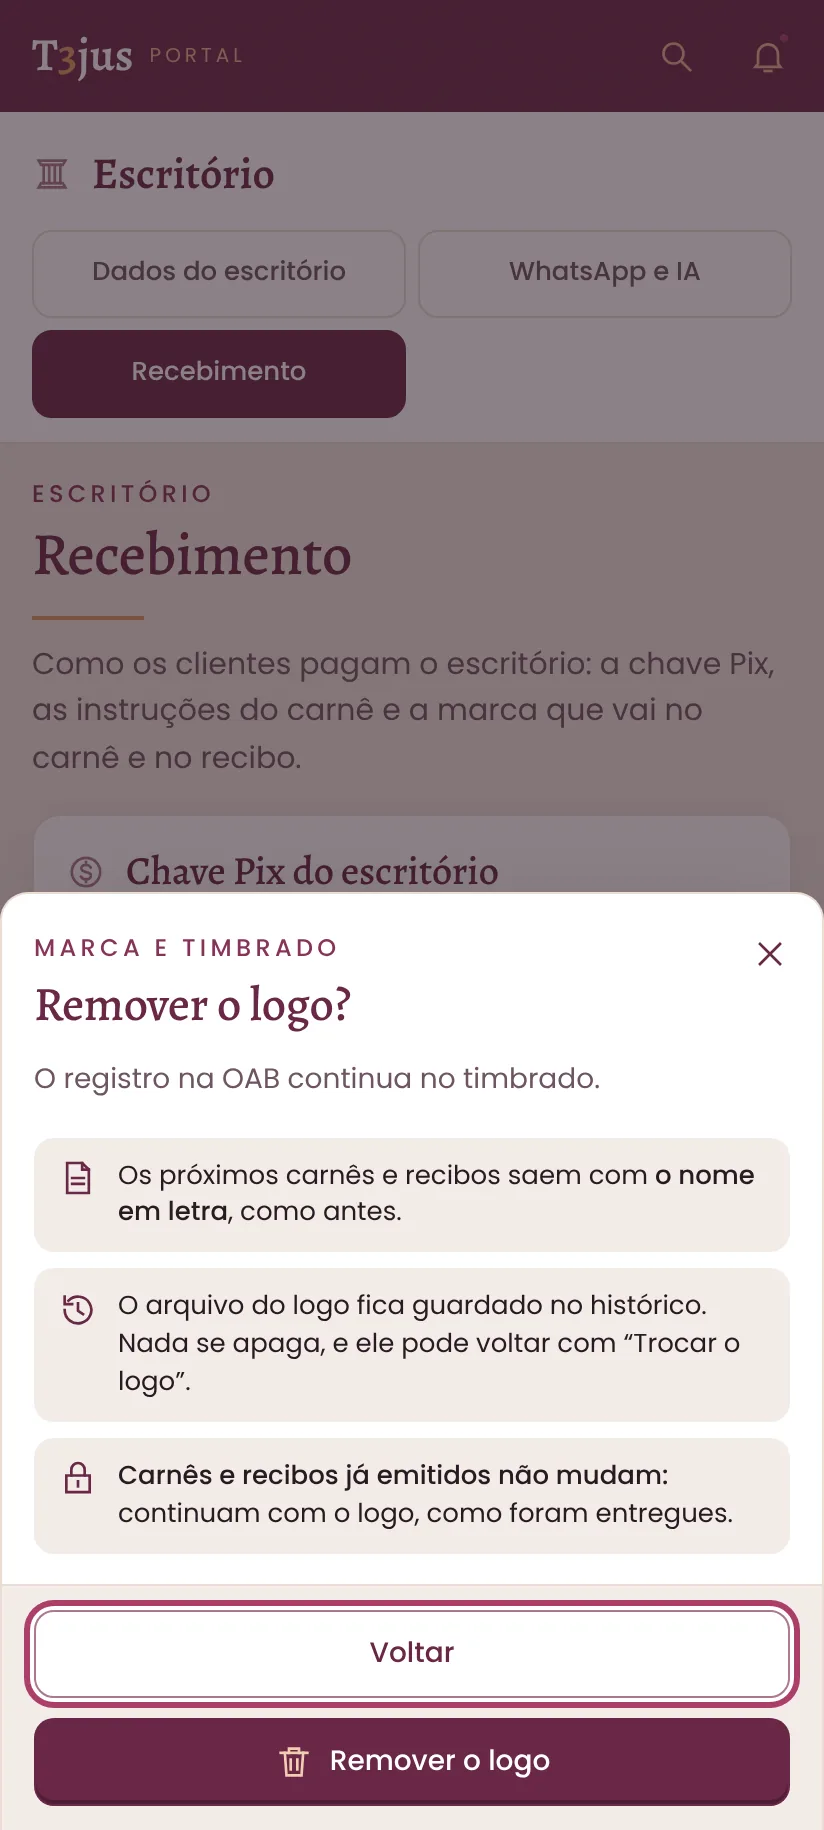 T3jus PORTAL
Escritório
Dados do escritório
WhatsApp e IA
Recebimento
ESCRITÓRIO
Recebimento
Como os clientes pagam o escritório: a chave Pix,
as instruções do carnê e a marca que vai no
carnê e no recibo.
Chave Pix do escritório
MARCA E TIMBRADO
Remover o logo?
O registro na OAB continua no timbrado.
Os próximos carnês e recibos saem com o nome
em letra, como antes.
O arquivo do logo fica guardado no histórico.
Nada se apaga, e ele pode voltar com “Trocar o
logo”.
Carnês e recibos já emitidos não mudam:
continuam com o logo, como foram entregues.
Voltar
Remover o logo